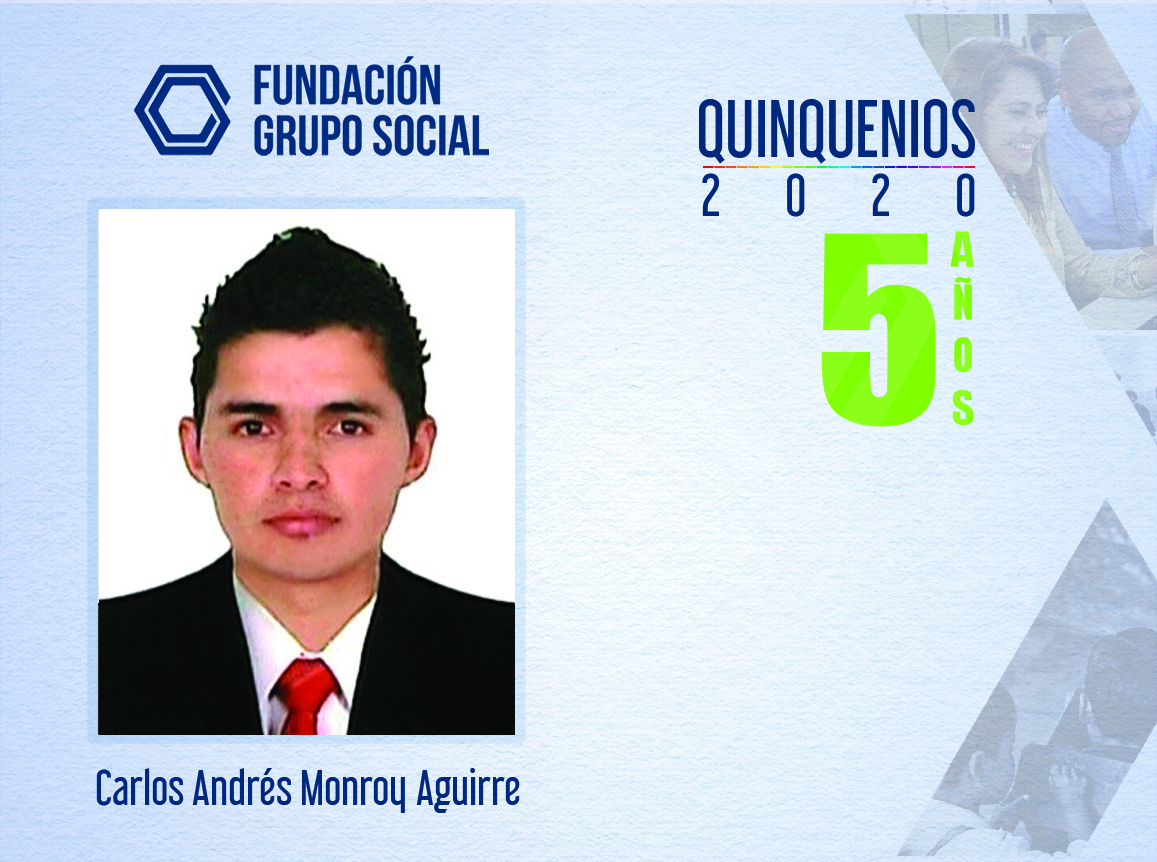 FUNDACIÓN
GRUPO SOCIAL
QUINQUENIOS
2020
5
AÑOS
Carlos Andrés Monroy Aguirre